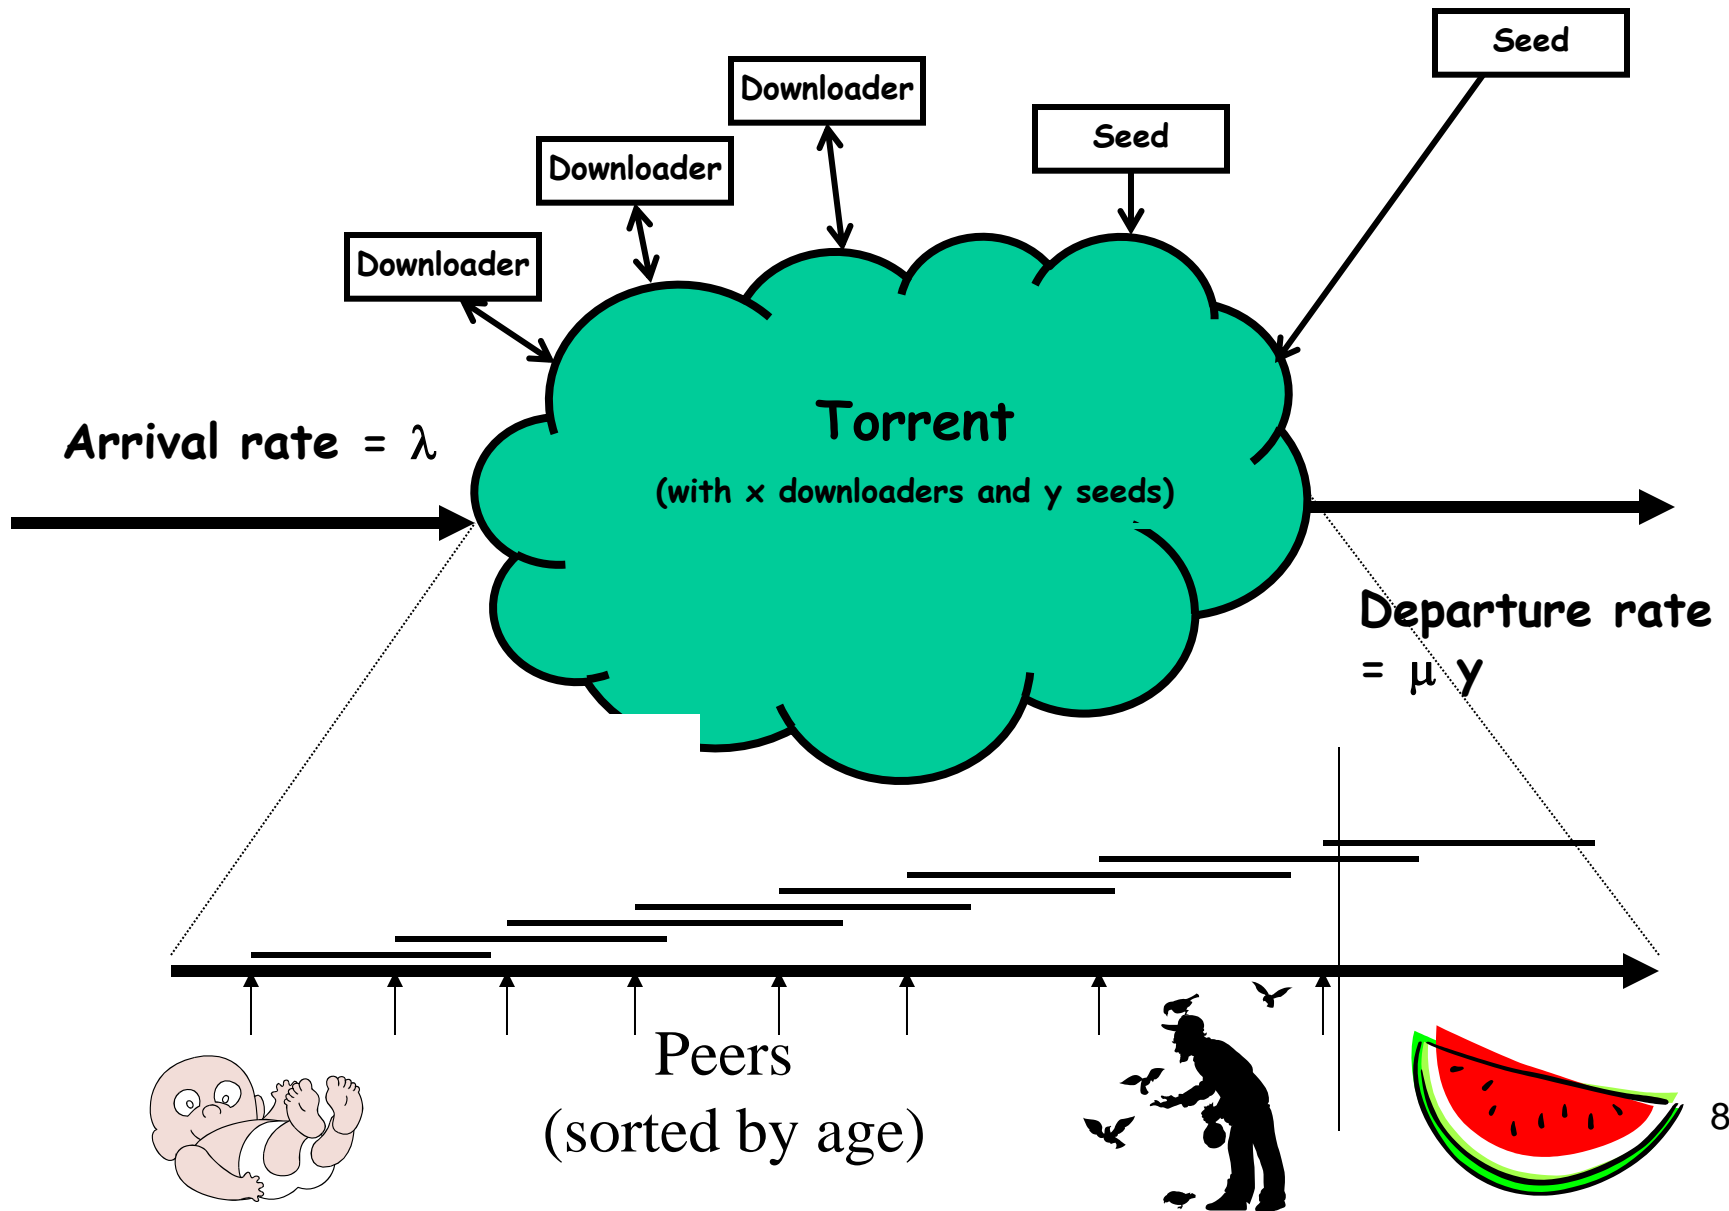 Seed
Downloader
Seed
Downloader
Downloader
Torrent
(with x downloaders and y seeds)
Arrival rate = λ
Departure rate
= μ y
Peers
(sorted by age)
8